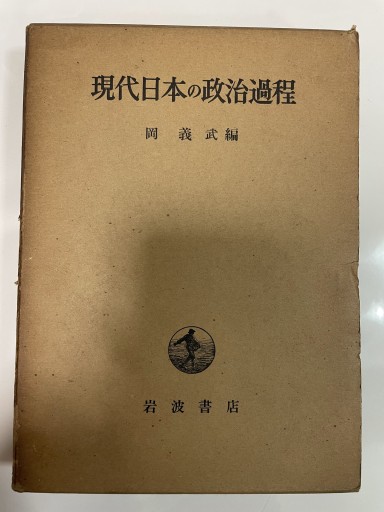 現代日本の政治過程
岡義武編
岩波書店